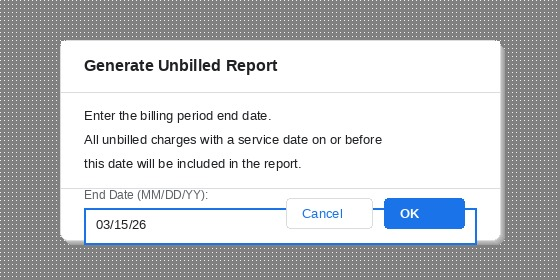 Generate Unbilled Report
Enter the billing period end date.
All unbilled charges with a service date on or before
this date will be included in the report.
End Date (MM/DD/YY):
Cancel
OK
03/15/26